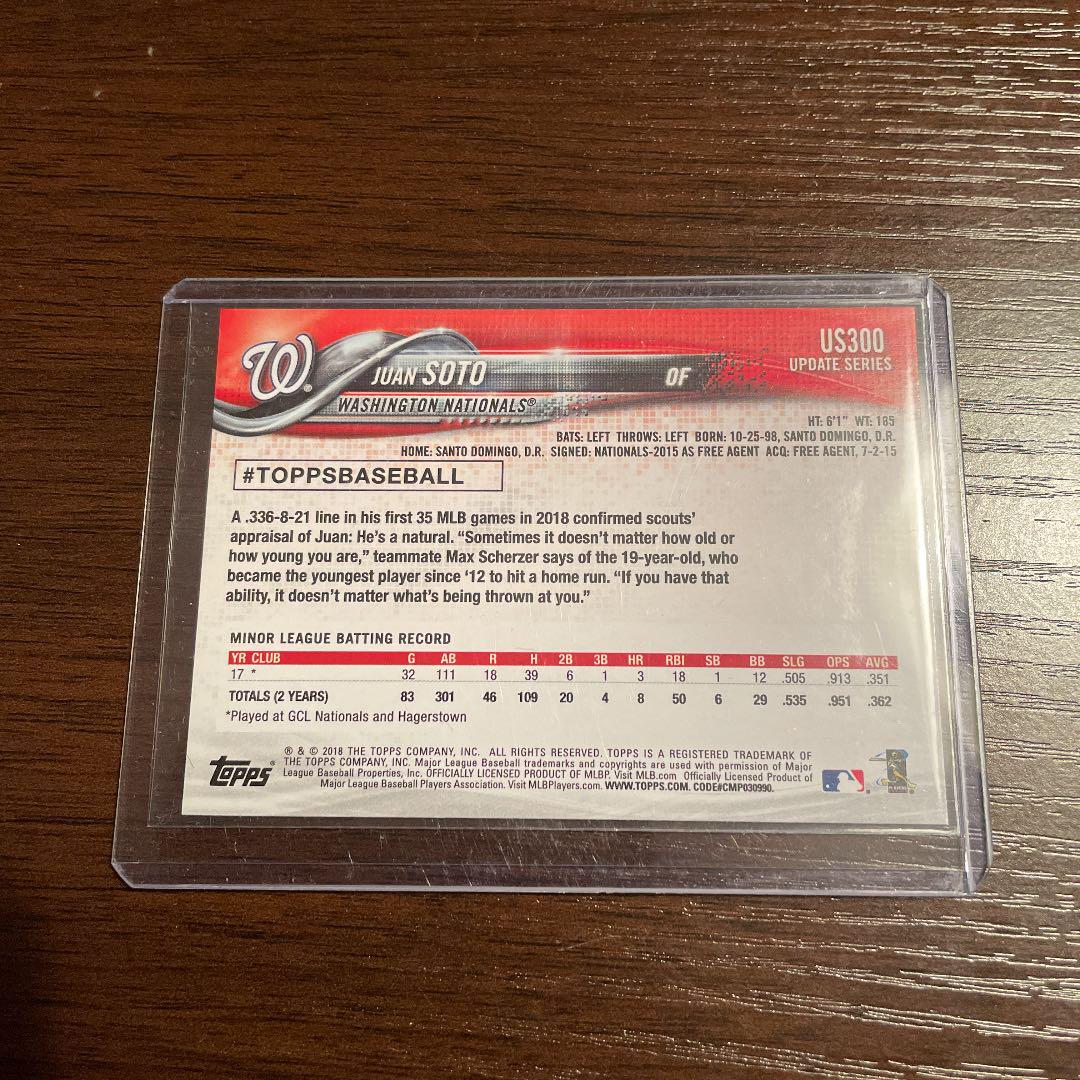 W®
JUAN SOTO OF
WASHINGTON NATIONALS®
US300
UPDATE SERIES
HT: 6'1" WT: 185
BATS: LEFT THROWS: LEFT BORN: 10-25-98, SANTO DOMINGO, D.R.
HOME: SANTO DOMINGO, D.R. SIGNED: NATIONALS-2015 AS FREE AGENT ACQ: FREE AGENT, 7-2-15
#TOPPSBASEBALL
A .336-8-21 line in his first 35 MLB games in 2018 confirmed scouts'
appraisal of Juan: He's a natural. "Sometimes it doesn't matter how old or
how young you are," teammate Max Scherzer says of the 19-year-old, who
became the youngest player since '12 to hit a home run. "If you have that
ability, it doesn't matter what's being thrown at you."
MINOR LEAGUE BATTING RECORD
YR CLUB G AB R H 2B 3B HR RBI SB BB SLG OPS AVG
17 * 32 111 18 39 6 1 3 18 1 12 .505 .913 .351
TOTALS (2 YEARS) 83 301 46 109 20 4 8 50 6 29 .535 .951 .362
*Played at GCL Nationals and Hagerstown
Topps®
® & © 2018 THE TOPPS COMPANY, INC. ALL RIGHTS RESERVED. TOPPS IS A REGISTERED TRADEMARK OF
THE TOPPS COMPANY, INC. Major League Baseball trademarks and copyrights are used with permission of Major
League Baseball Properties, Inc. OFFICIALLY LICENSED PRODUCT OF MLBP. Visit MLB.com Officially Licensed Product of
Major League Baseball Players Association. Visit MLBPlayers.com. WWW.TOPPS.COM. CODE#CMP030990.